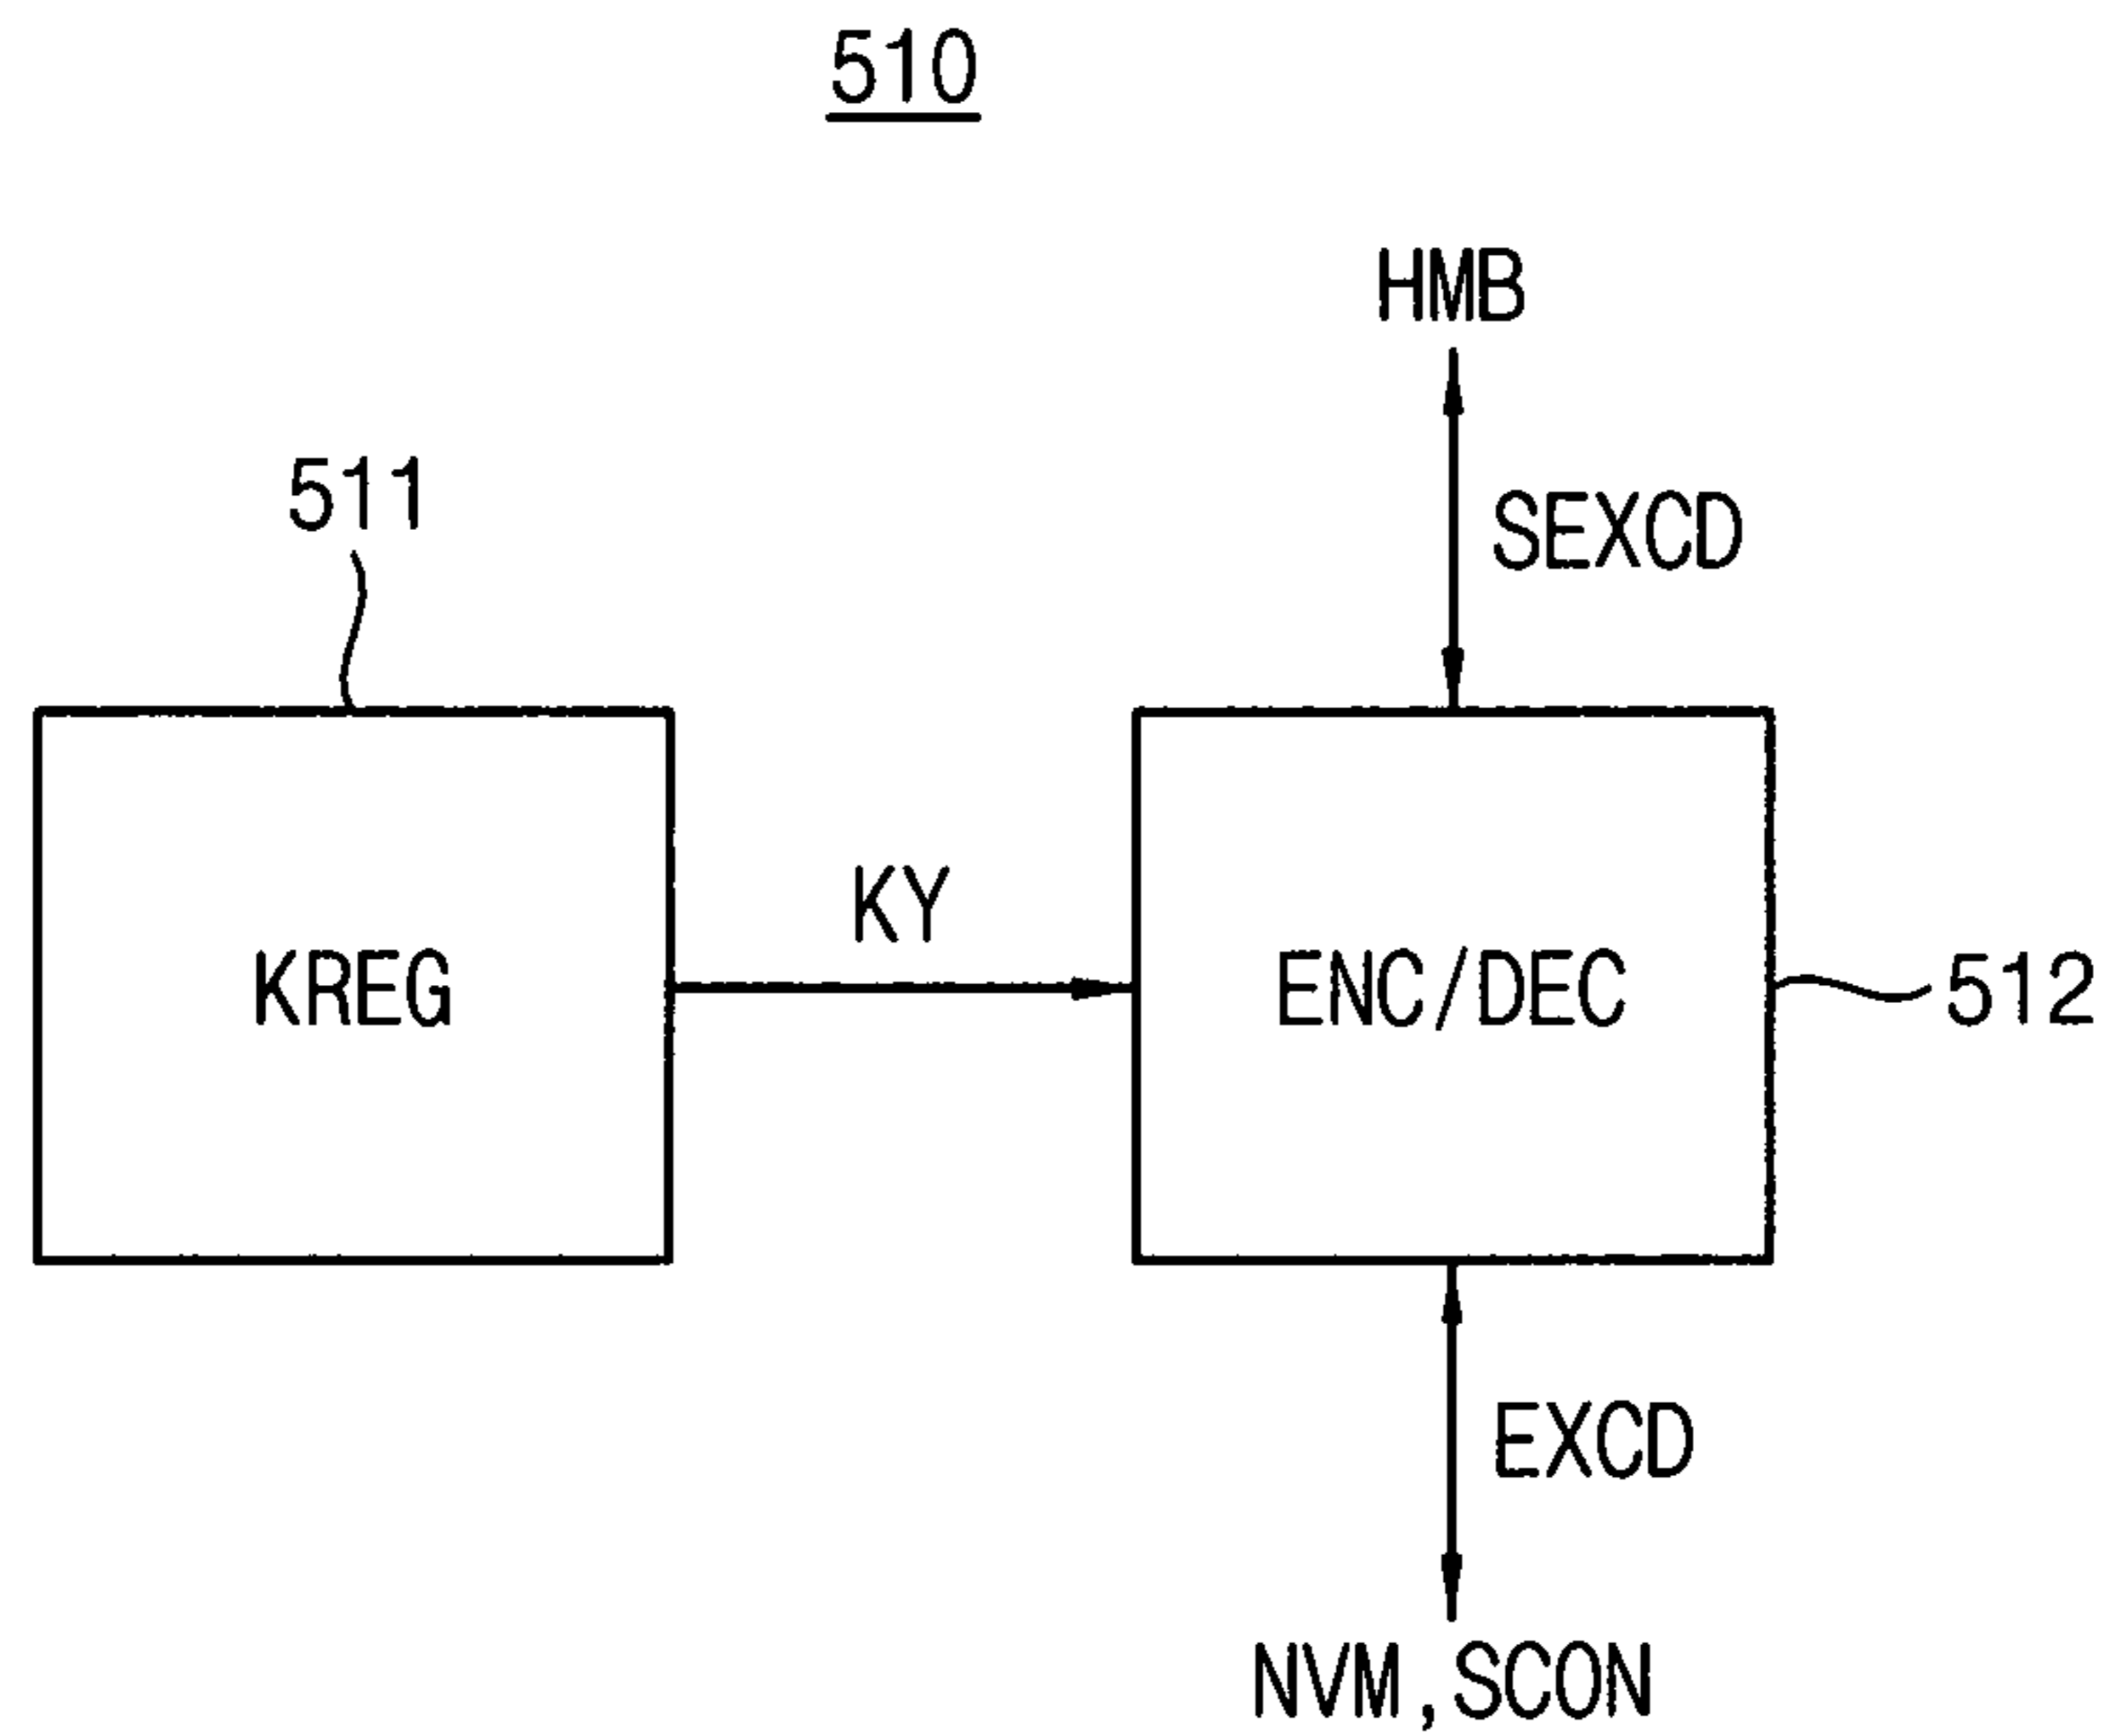 510
HMB
511
SEXCD
KY
KREG
ENC/DEC
512
EXCD
NVM,SCON